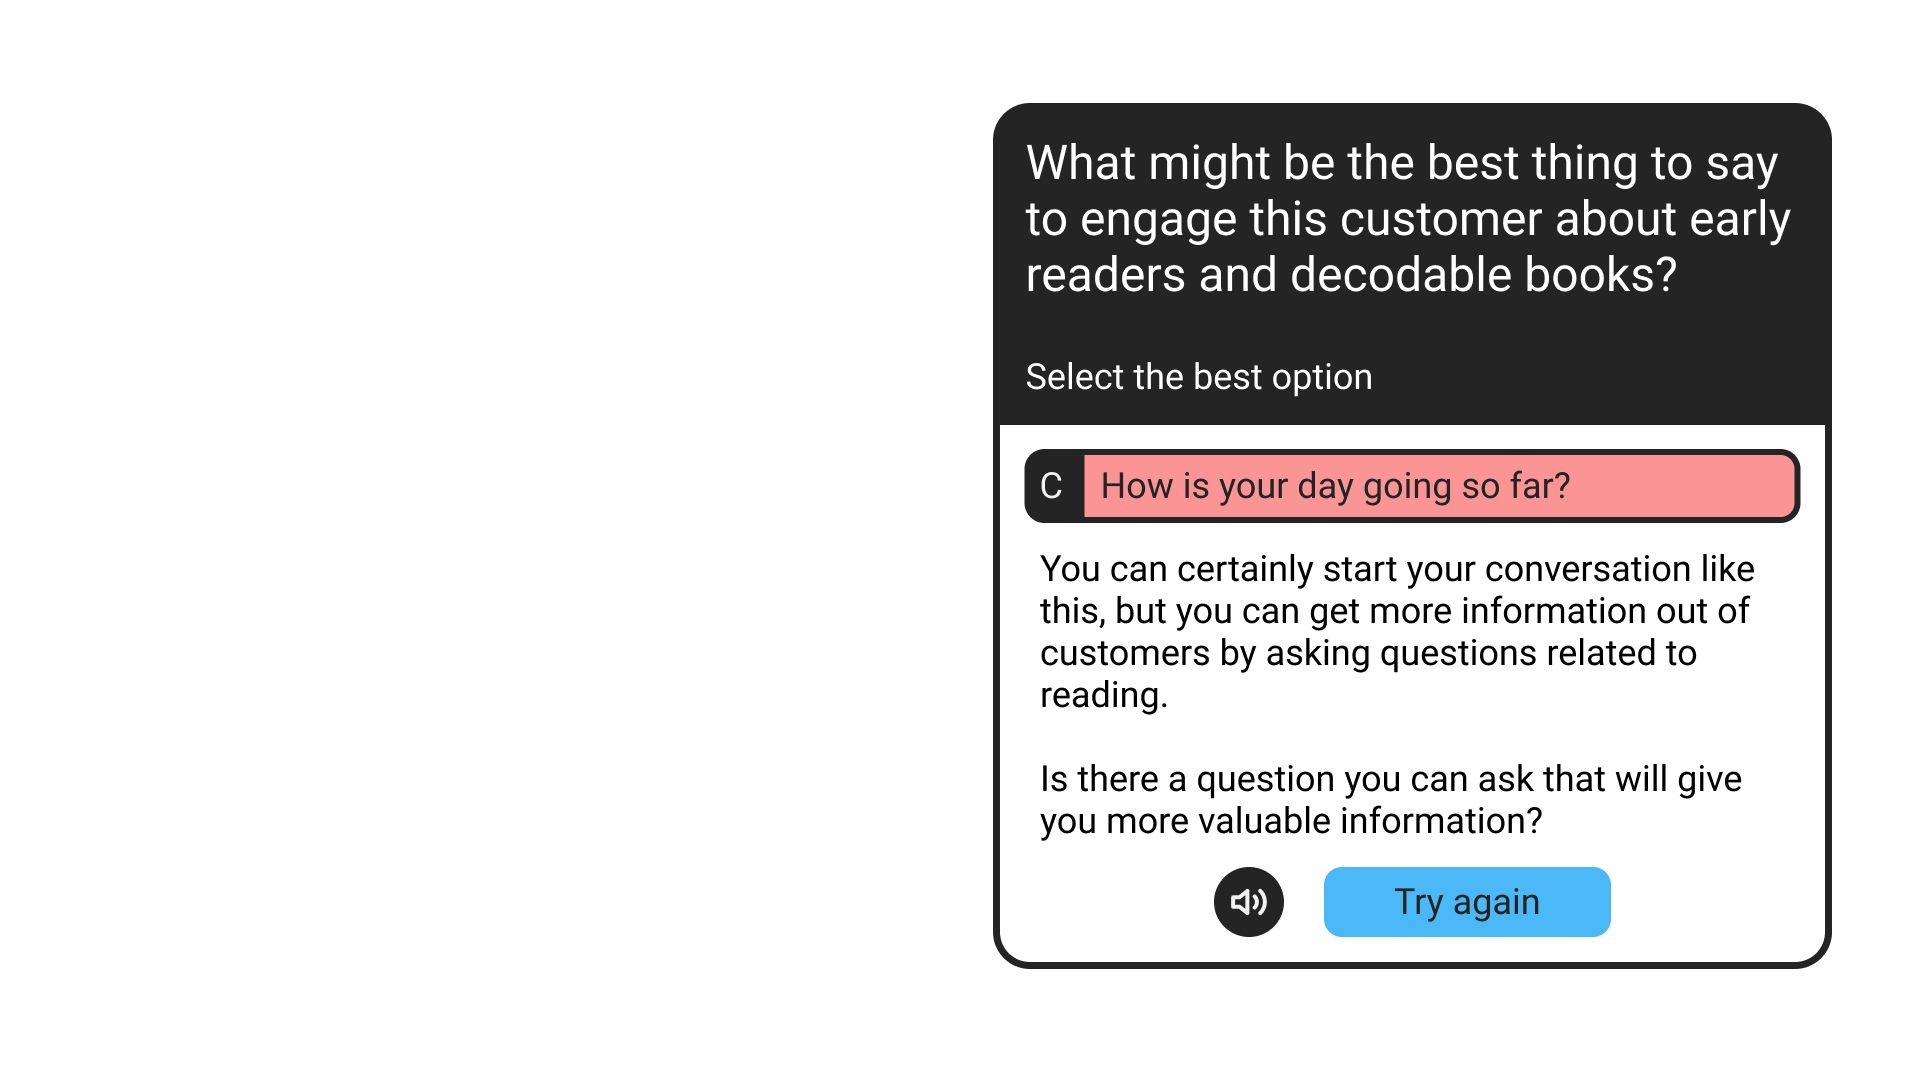 What might be the best thing to say
to engage this customer about early
readers and decodable books?
Select the best option
C How is your day going so far?
You can certainly start your conversation like
this, but you can get more information out of
customers by asking questions related to
reading.
Is there a question you can ask that will give
you more valuable information?
Try again